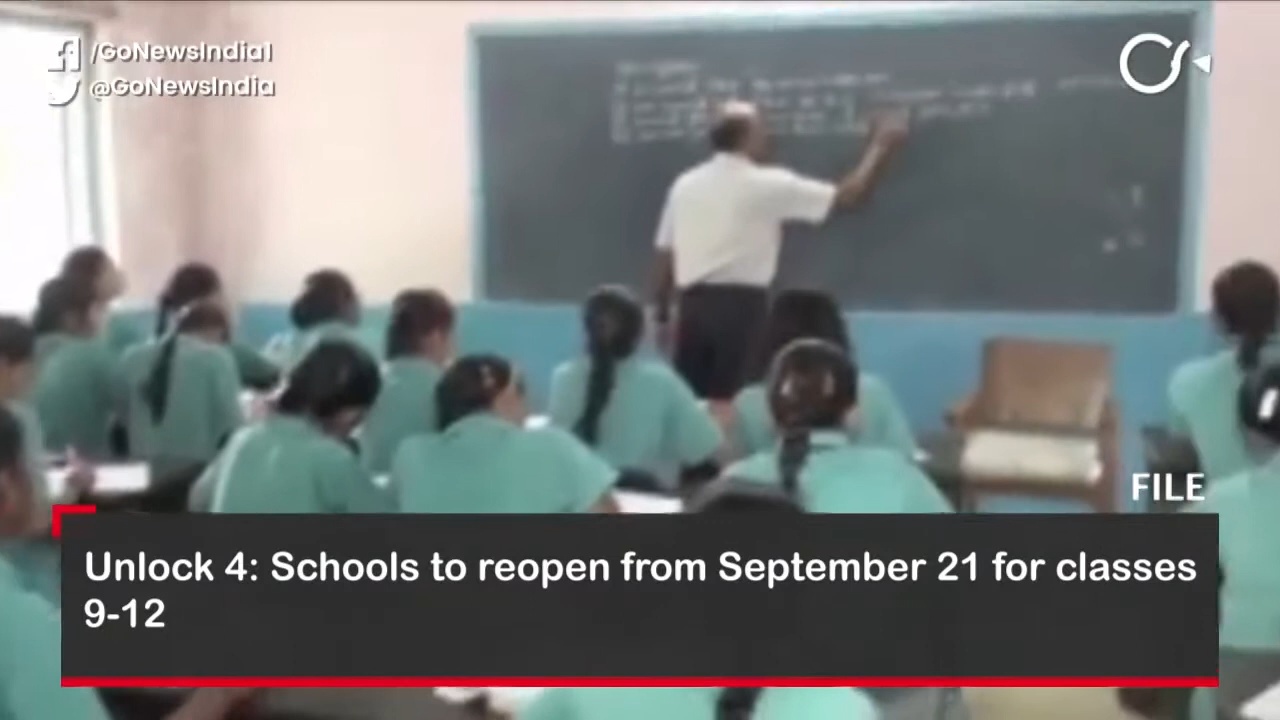 /GoNewsIndia1
@GoNewsIndia
FILE
Unlock 4: Schools to reopen from September 21 for classes
9-12